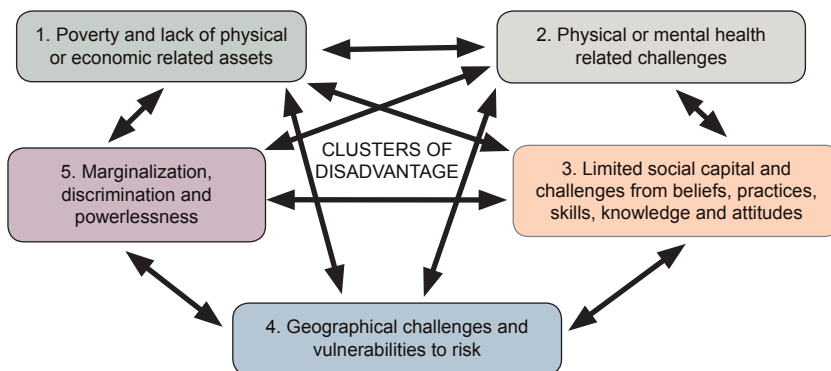 1. Poverty and lack of physical
or economic related assets
2. Physical or mental health
related challenges
CLUSTERS OF
DISADVANTAGE
5. Marginalization,
discrimination and
powerlessness
3. Limited social capital and
challenges from beliefs, practices,
skills, knowledge and attitudes
4. Geographical challenges and
vulnerabilities to risk